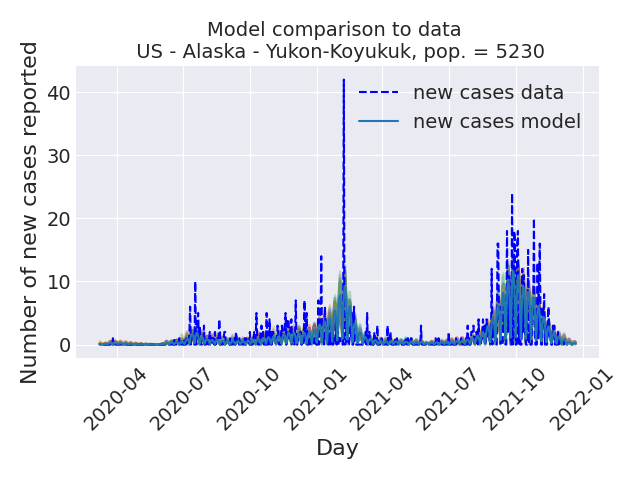 Model comparison to data
US - Alaska - Yukon-Koyukuk, pop. = 5230
Number of new cases reported
40
30
20
10
0
new cases data
new cases model
2020-04
2020-07
2020-10
2021-01
2021-04
2021-07
2021-10
2022-01
Day